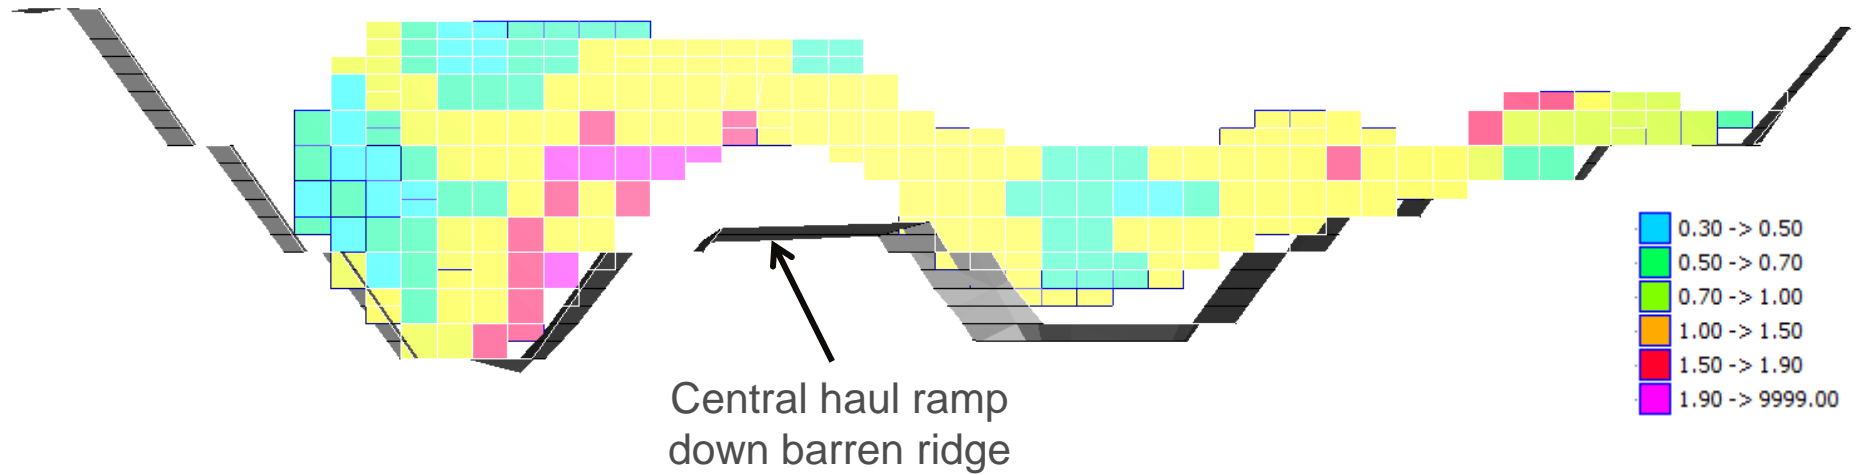 0.30 -> 0.50
0.50 -> 0.70
0.70 -> 1.00
1.00 -> 1.50
1.50 -> 1.90
1.90 -> 9999.00
Central haul ramp
down barren ridge